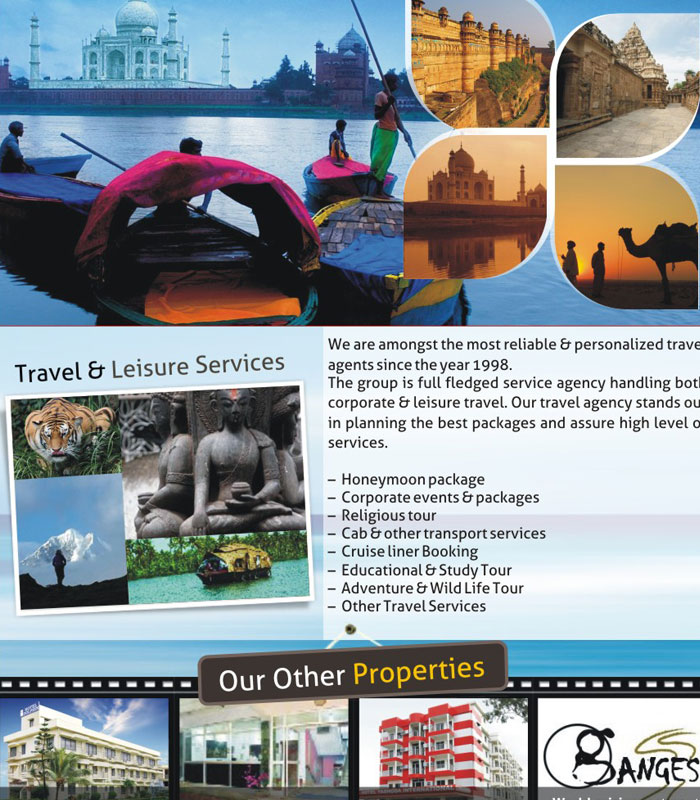 We are amongst the most reliable & personalized trave
agents since the year 1998.
The group is full fledged service agency handling bot
corporate & leisure travel. Our travel agency stands ou
in planning the best packages and assure high level o
services.
Travel & Leisure Services
– Honeymoon package
– Corporate events & packages
– Religious tour
– Cab & other transport services
– Cruise liner Booking
– Educational & Study Tour
– Adventure & Wild Life Tour
– Other Travel Services
Our Other Properties
GANGES